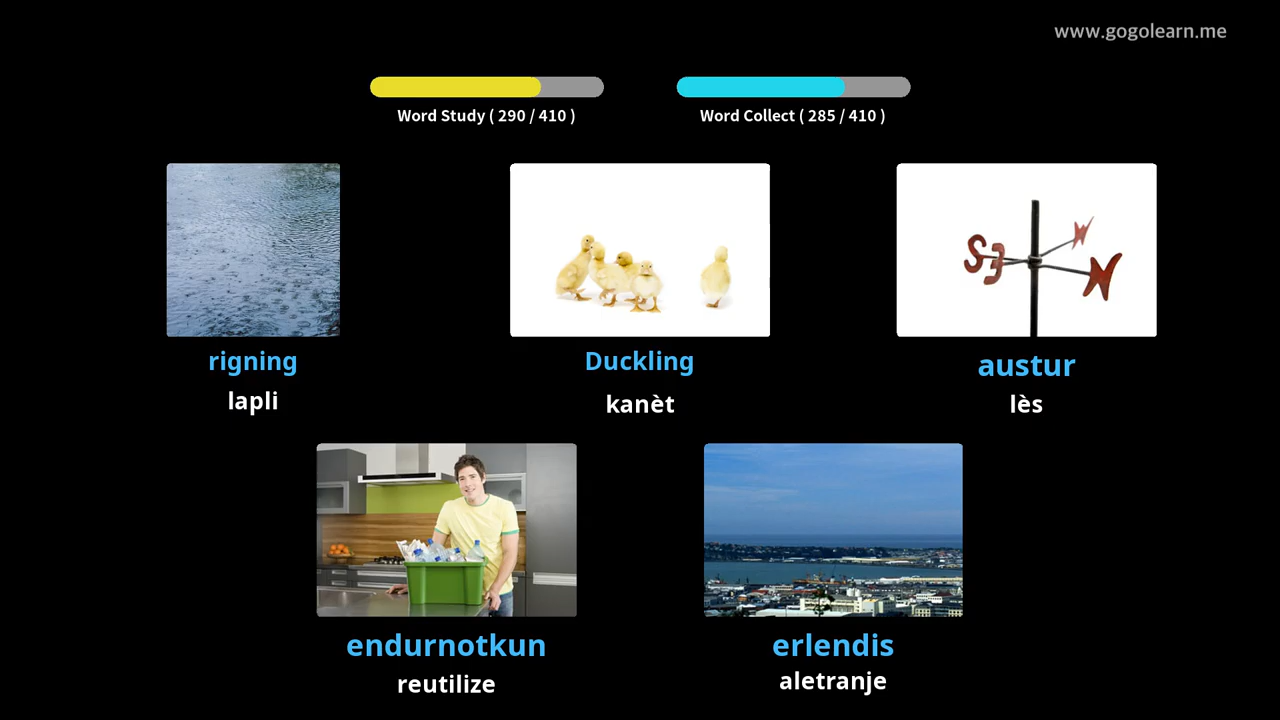 www.gogolearn.me
Word Study ( 290 / 410 )
Word Collect ( 285 / 410 )
S E N W
rigning
Duckling
austur
lapli
kanèt
lès
endurnotkun
erlendis
reutilize
aletranje